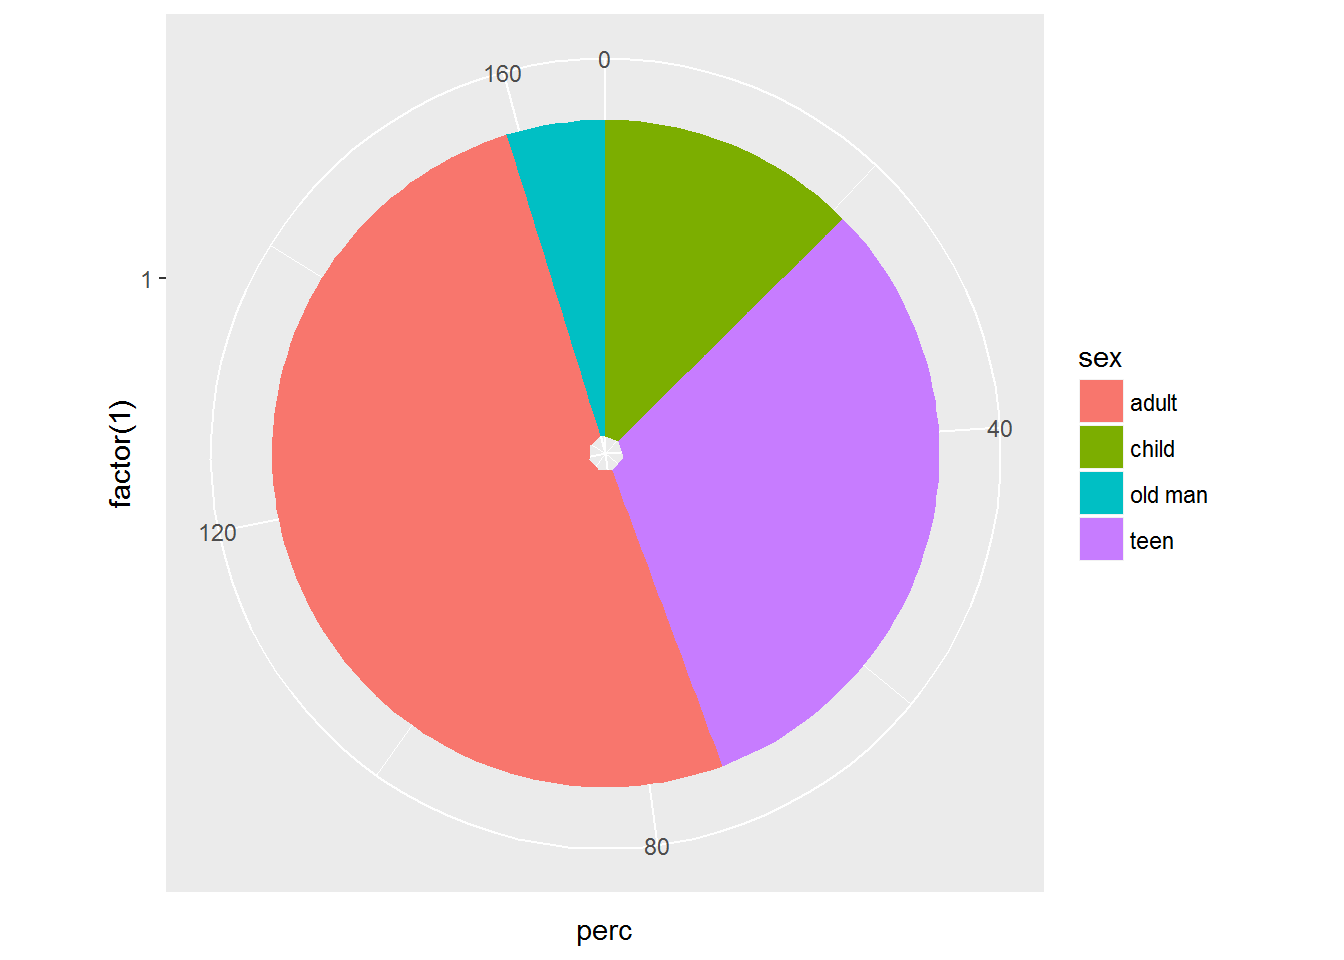 0
160
1
40
120
80
factor(1)
perc
sex
adult
child
old man
teen